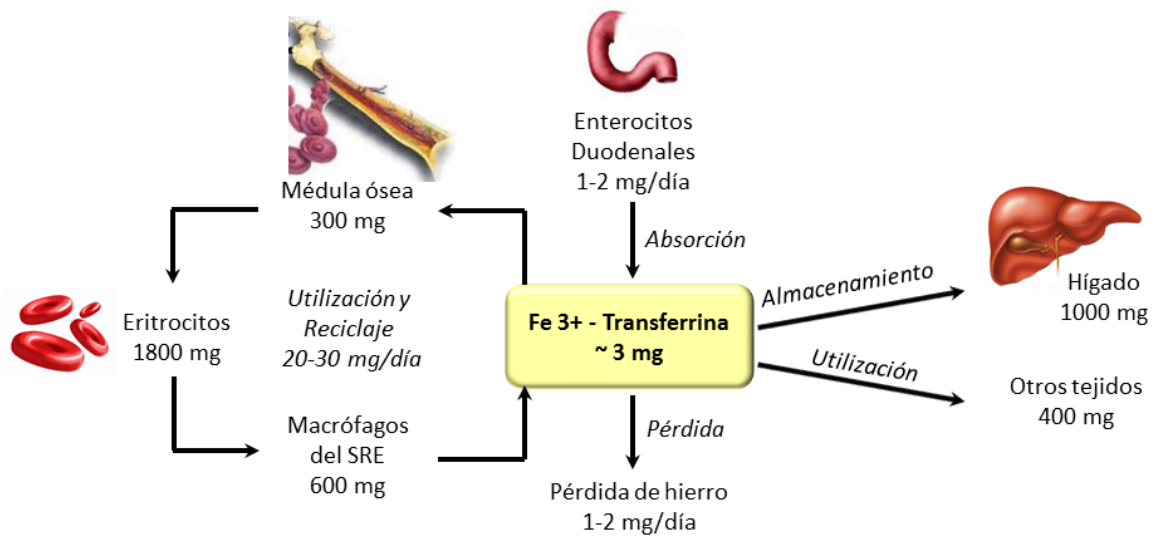 Médula ósea
300 mg
Enterocitos
Duodenales
1-2 mg/día
Absorción
Eritrocitos
1800 mg
Utilización y
Reciclaje
20-30 mg/día
Fe 3+ - Transferrina
~ 3 mg
Almacenamiento
Hígado
1000 mg
Utilización
Otros tejidos
400 mg
Macrófagos
del SRE
600 mg
Pérdida
Pérdida de hierro
1-2 mg/día